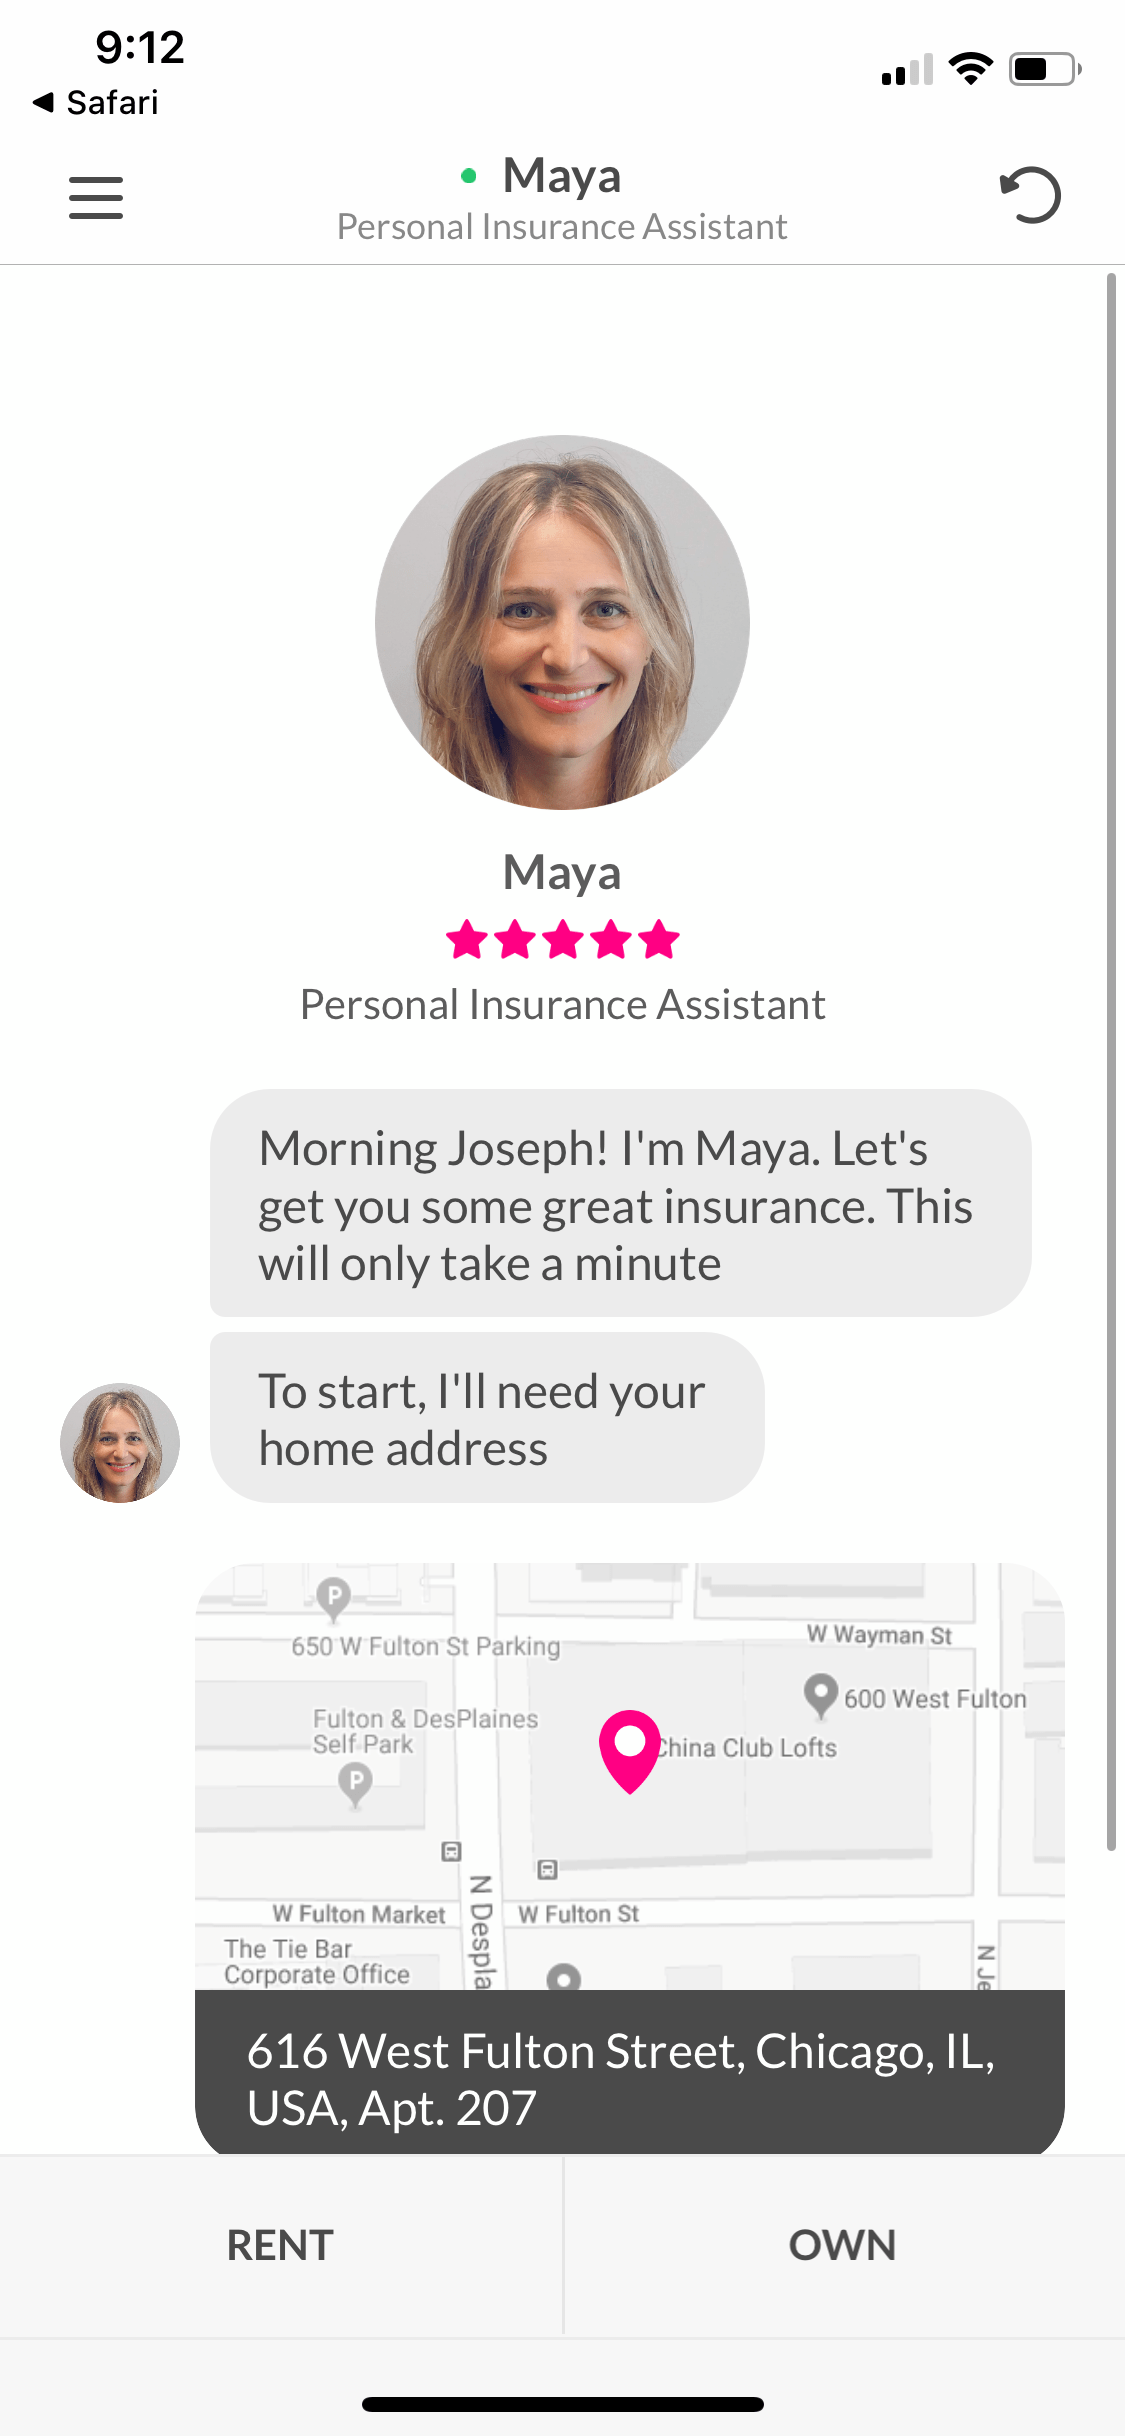 9:12
Safari
Maya
Personal Insurance Assistant
Maya
Personal Insurance Assistant
Morning Joseph! I'm Maya. Let's
get you some great insurance. This
will only take a minute
To start, I'll need your
home address
P
650 W Fulton St Parking
W Wayman St
600 West Fulton
Fulton & DesPlaines
Self Park
China Club Lofts
P
N Despla
W Fulton Market
W Fulton St
The Tie Bar
Corporate Office
N Je
616 West Fulton Street, Chicago, IL,
USA, Apt. 207
RENT
OWN